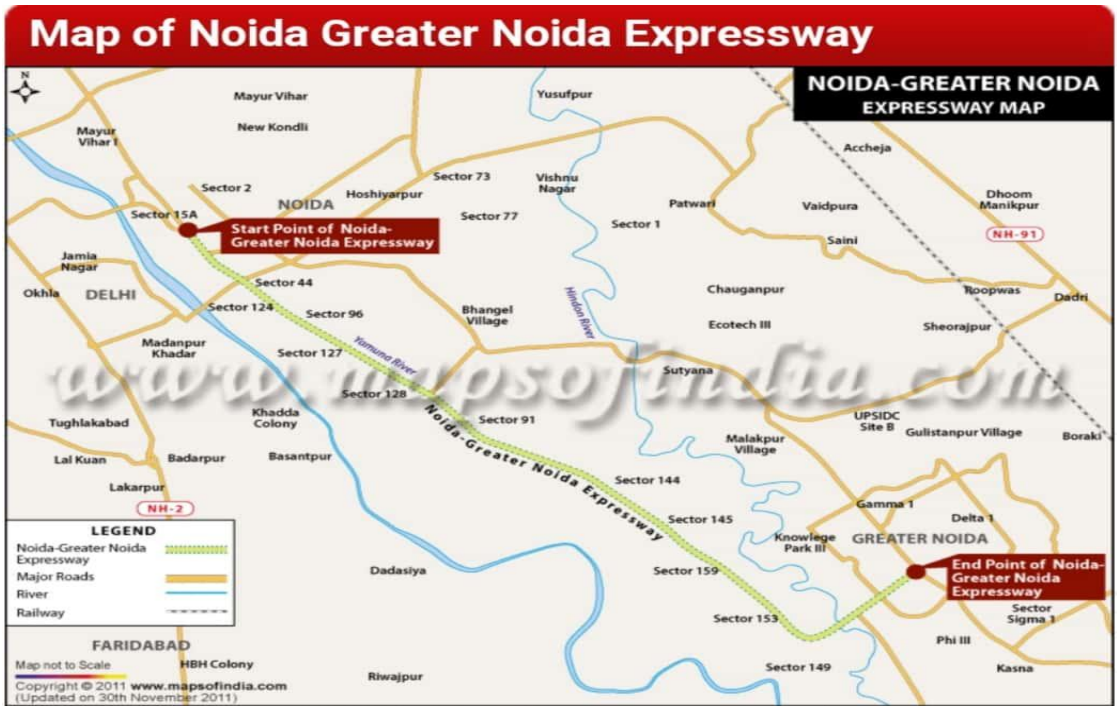 Map of Noida Greater Noida Expressway
NOIDA-GREATER NOIDA
EXPRESSWAY MAP
N
Mayur Vihar
Yusufpur
New Kondli
Mayur
Vihar I
Accheja
Sector 73
Vishnu
Nagar
Sector 2
Hoshiyarpur
Dhoom
Manikpur
NOIDA
Patwari
Vaidpura
Sector 15A
Sector 77
Sector 1
Start Point of Noida-
Greater Noida Expressway
NH-91
Saini
Jamia
Nagar
Okhla
DELHI
Sector 44
Chauganpur
Roopwas
Dadri
Sector 124
Sector 96
Bhangel
Village
Hindon River
Ecotech III
Sheorajpur
Madanpur
Khadar
Sector 127
Yamuna River
www.mapsofindia.com
Sutyana
Sector 128
Khadda
Colony
Sector 91
UPSIDC
Site B
Tughlakabad
Gulistanpur Village
Boraki
Malakpur
Village
Lal Kuan
Badarpur
Basantpur
Noida-Greater Noida Expressway
Sector 144
Lakarpur
NH-2
Gamma 1
Delta 1
Sector 145
LEGEND
Noida-Greater Noida
Expressway
Major Roads
River
Railway
Knowlege
Park III
GREATER NOIDA
Dadasiya
Sector 159
End Point of Noida-
Greater Noida
Expressway
Sector
Sigma 1
Sector 153
Phi III
FARIDABAD
HBH Colony
Sector 149
Kasna
Riwajpur
Map not to Scale
Copyright © 2011 www.mapsofindia.com
(Updated on 30th November 2011)